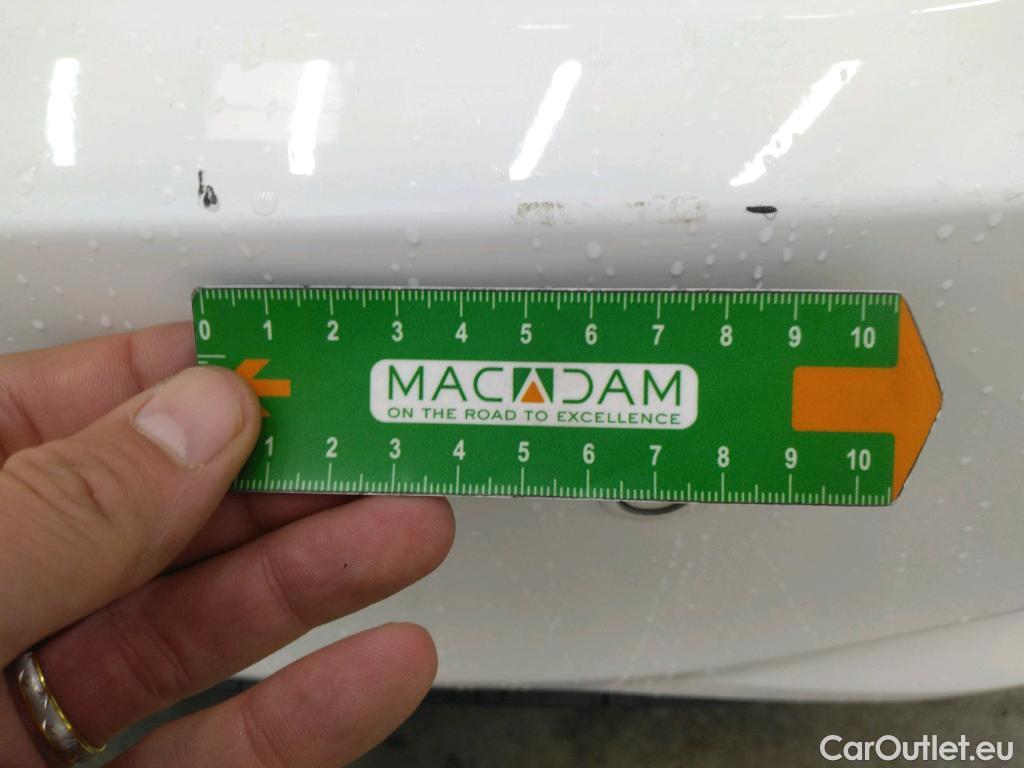 0 1 2 3 4 5 6 7 8 9 10
MACADAM
ON THE ROAD TO EXCELLENCE
1 2 3 4 5 6 7 8 9 10
CarOutlet.eu